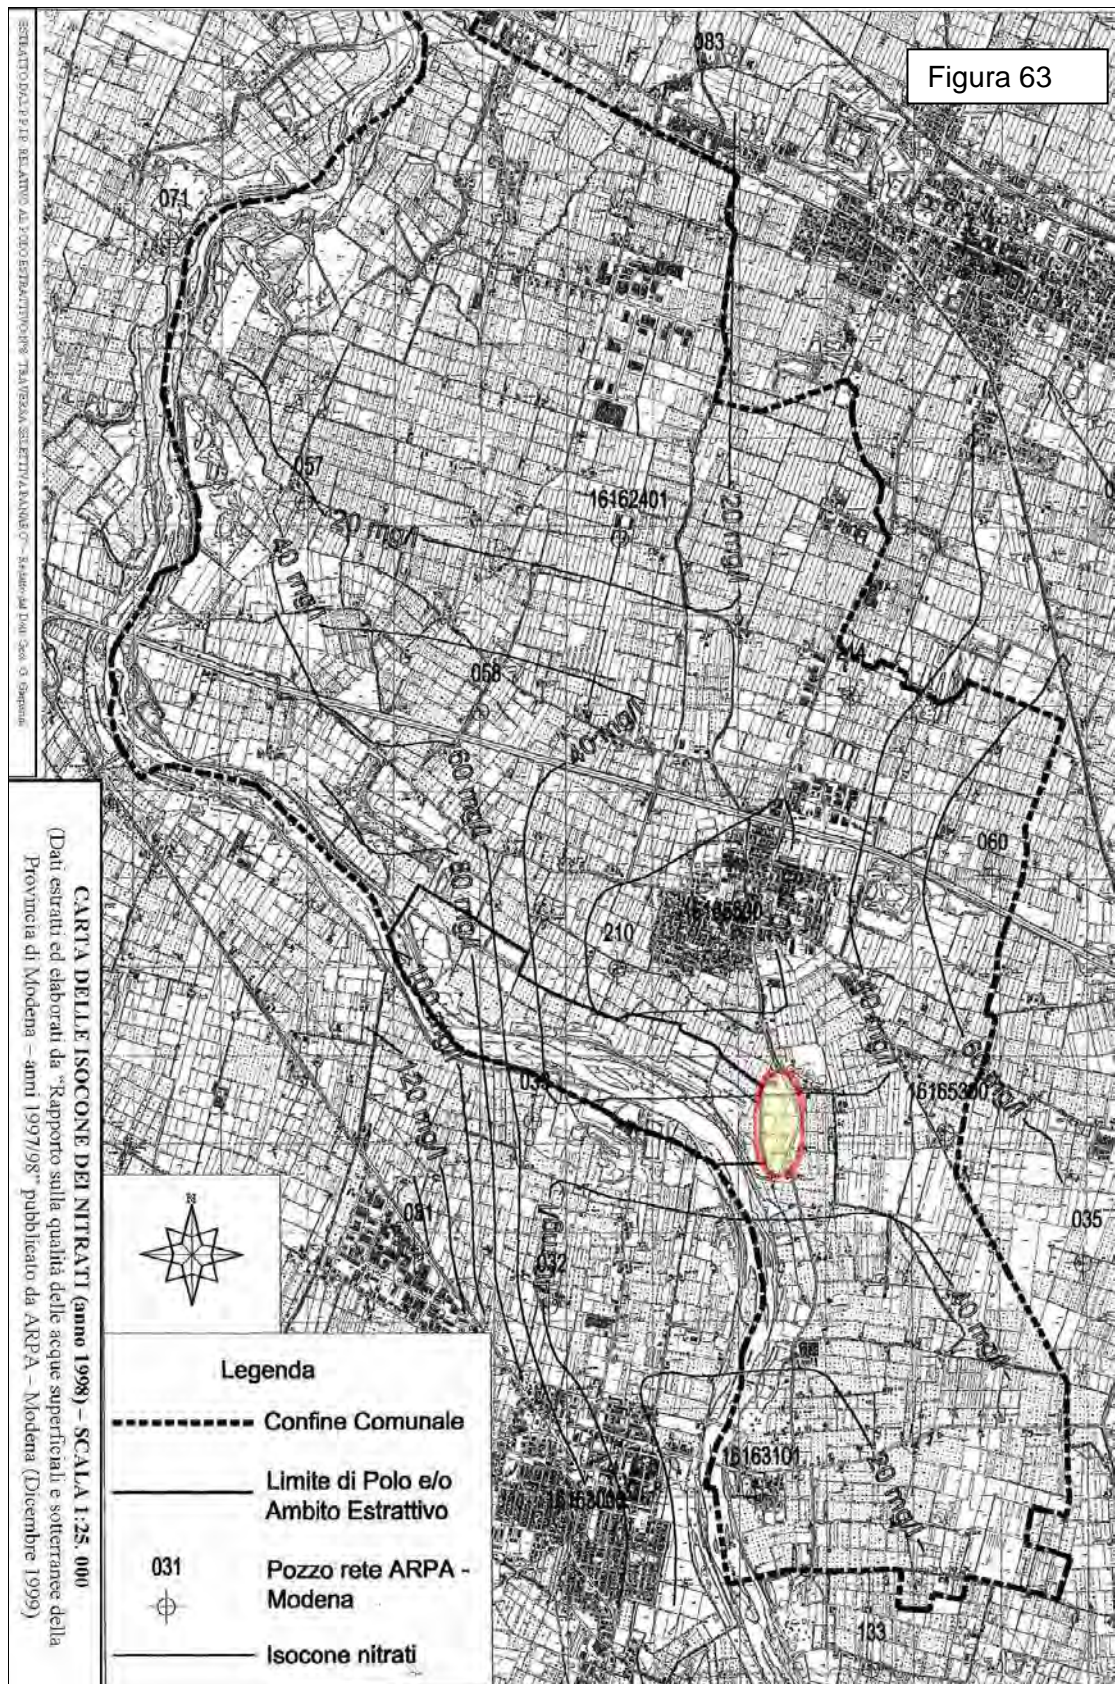 Figura 63
083
071
057
16162401
20 mg/l
20 mg/l
40 mg/l
058
40 mg/l
60 mg/l
80 mg/l
060
210
100 mg/l
120 mg/l
16165300
60 mg/l
035
081
032
40 mg/l
16163101
20 mg/l
133
CARTA DELLE ISOCONE DEI NITRATI (anno 1998) – SCALA 1:25. 000
(Dati estratti ed elaborati da "Rapporto sulla qualità delle acque superficiali e sotterranee della
Provincia di Modena – anni 1997/98" pubblicato da ARPA – Modena (Dicembre 1999)
N
Legenda
Confine Comunale
Limite di Polo e/o
Ambito Estrattivo
031
Pozzo rete ARPA -
Modena
Isocone nitrati